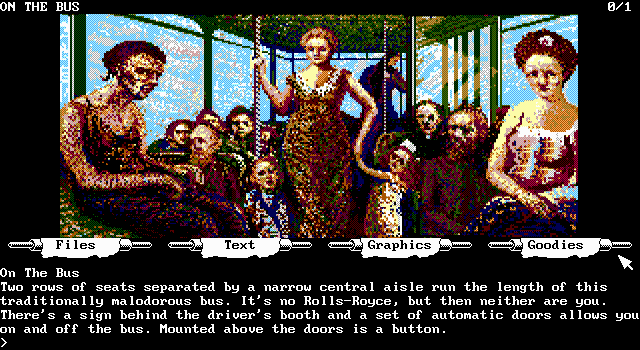 ON THE BUS 0/1
Files Text Graphics Goodies
On The Bus
Two rows of seats separated by a narrow central aisle run the length of this
traditionally malodorous bus. It's no Rolls-Royce, but then neither are you.
There's a sign behind the driver's booth and a set of automatic doors allows you
on and off the bus. Mounted above the doors is a button.
>